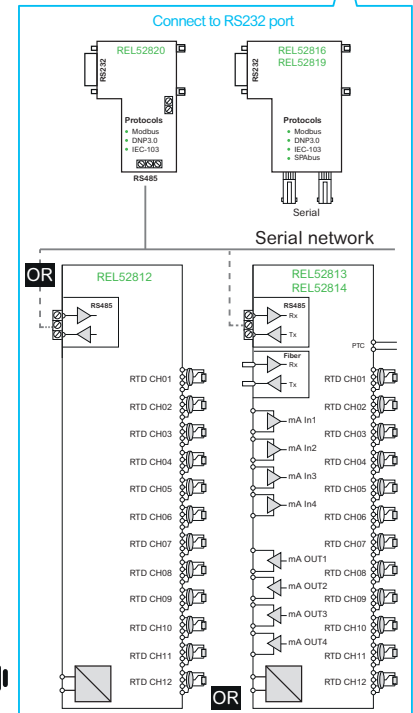 Connect to RS232 port
REL52820
RS232
Protocols
• Modbus
• DNP3.0
• IEC-103
RS485
REL52816
REL52819
RS232
Protocols
• Modbus
• DNP3.0
• IEC-103
• SPAbus
Serial
Serial network
OR
REL52812
RS485
RTD CH01
RTD CH02
RTD CH03
RTD CH04
RTD CH05
RTD CH06
RTD CH07
RTD CH08
RTD CH09
RTD CH10
RTD CH11
RTD CH12
OR
REL52813
REL52814
RS485
Rx
Tx
Fiber
Rx
Tx
mA In1
mA In2
mA In3
mA In4
mA OUT1
mA OUT2
mA OUT3
mA OUT4
PTC
RTD CH01
RTD CH02
RTD CH03
RTD CH04
RTD CH05
RTD CH06
RTD CH07
RTD CH08
RTD CH09
RTD CH10
RTD CH11
RTD CH12